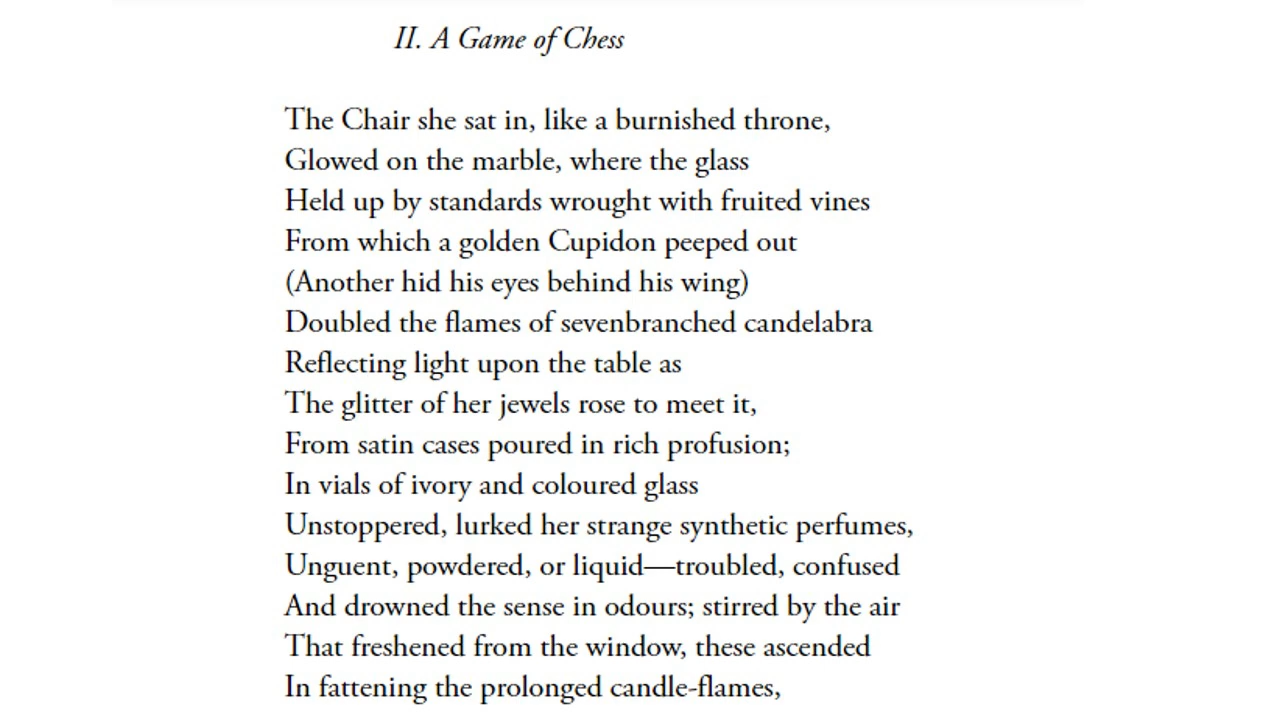 II. A Game of Chess
The Chair she sat in, like a burnished throne,
Glowed on the marble, where the glass
Held up by standards wrought with fruited vines
From which a golden Cupidon peeped out
(Another hid his eyes behind his wing)
Doubled the flames of sevenbranched candelabra
Reflecting light upon the table as
The glitter of her jewels rose to meet it,
From satin cases poured in rich profusion;
In vials of ivory and coloured glass
Unstoppered, lurked her strange synthetic perfumes,
Unguent, powdered, or liquid—troubled, confused
And drowned the sense in odours; stirred by the air
That freshened from the window, these ascended
In fattening the prolonged candle-flames,